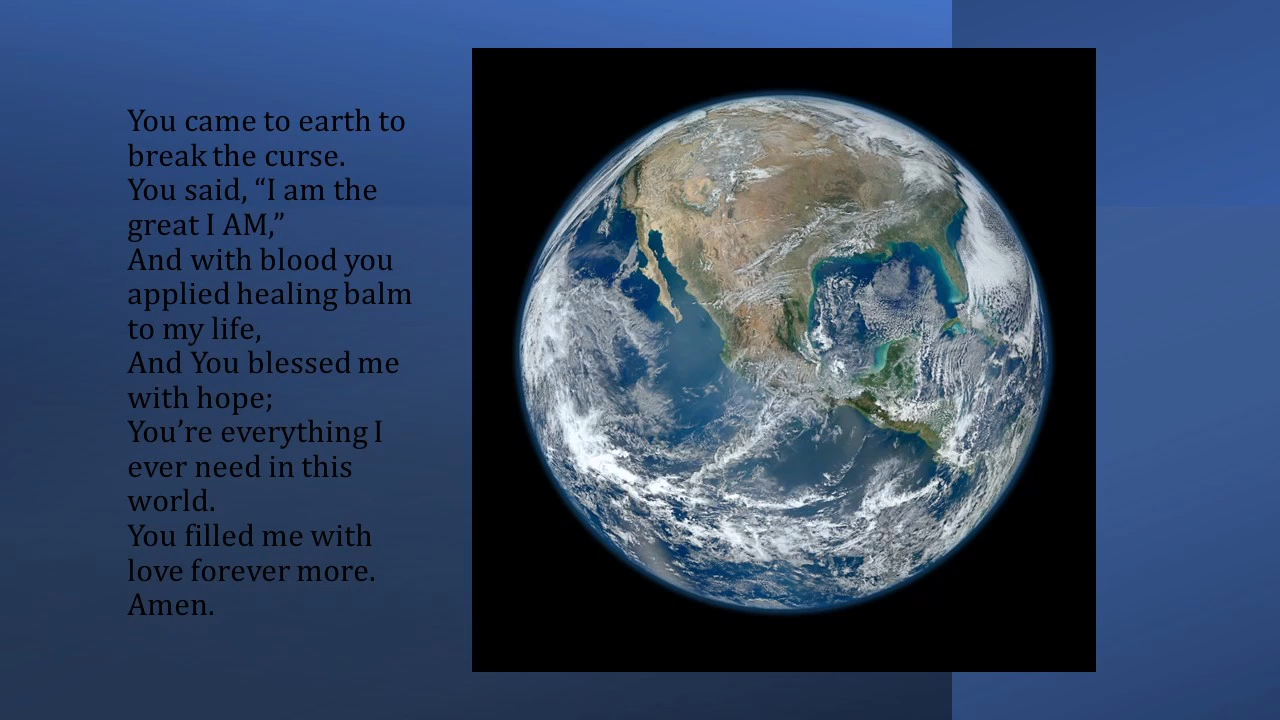 You came to earth to
break the curse.
You said, “I am the
great I AM,”
And with blood you
applied healing balm
to my life,
And You blessed me
with hope;
You’re everything I
ever need in this
world.
You filled me with
love forever more.
Amen.